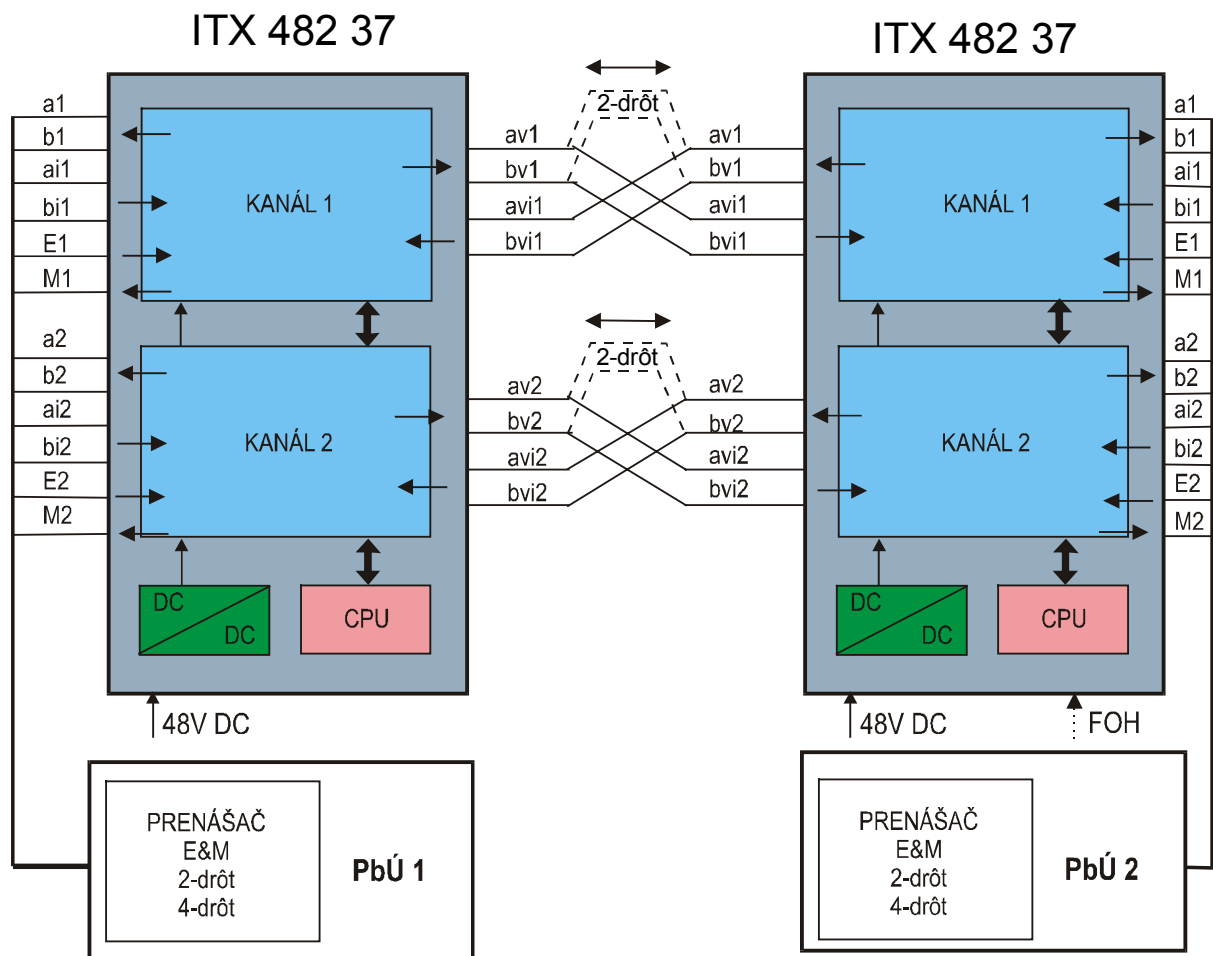 ITX 482 37
ITX 482 37
a1
b1
ai1
bi1
E1
M1
a2
b2
ai2
bi2
E2
M2
KANÁL 1
KANÁL 2
DC
DC
CPU
48V DC
2-drôt
av1
bv1
avi1
bvi1
av1
bv1
avi1
bvi1
2-drôt
av2
bv2
avi2
bvi2
av2
bv2
avi2
bvi2
KANÁL 1
KANÁL 2
DC
DC
CPU
48V DC
FOH
a1
b1
ai1
bi1
E1
M1
a2
b2
ai2
bi2
E2
M2
PRENÁŠAČ
E&M
2-drôt
4-drôt
PbÚ 1
PRENÁŠAČ
E&M
2-drôt
4-drôt
PbÚ 2